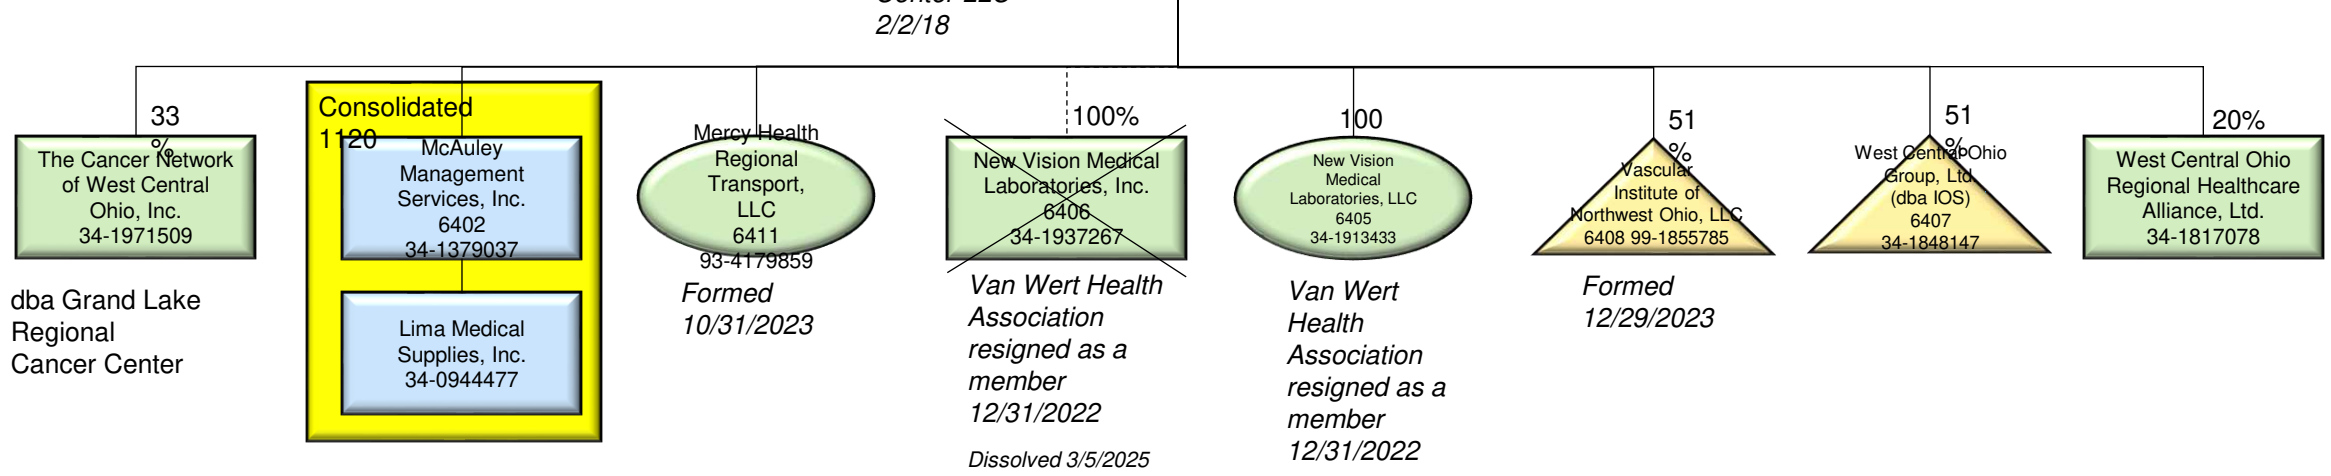 2/2/18
33
%
The Cancer Network
of West Central
Ohio, Inc.
34-1971509
dba Grand Lake
Regional
Cancer Center
Consolidated
1120
McAuley
Management
Services, Inc.
6402
34-1379037
Lima Medical
Supplies, Inc.
34-0944477
Mercy Health
Regional
Transport,
LLC
6411
93-4179859
Formed
10/31/2023
100%
New Vision Medical
Laboratories, Inc.
6406
34-1937267
Van Wert Health
Association
resigned as a
member
12/31/2022
Dissolved 3/5/2025
100
New Vision
Medical
Laboratories, LLC
6405
34-1913433
Van Wert
Health
Association
resigned as a
member
12/31/2022
51
%
Vascular
Institute of
Northwest Ohio, LLC
6408 99-1855785
Formed
12/29/2023
51
%
West Central Ohio
Group, Ltd
(dba IOS)
6407
34-1848147
20%
West Central Ohio
Regional Healthcare
Alliance, Ltd.
34-1817078